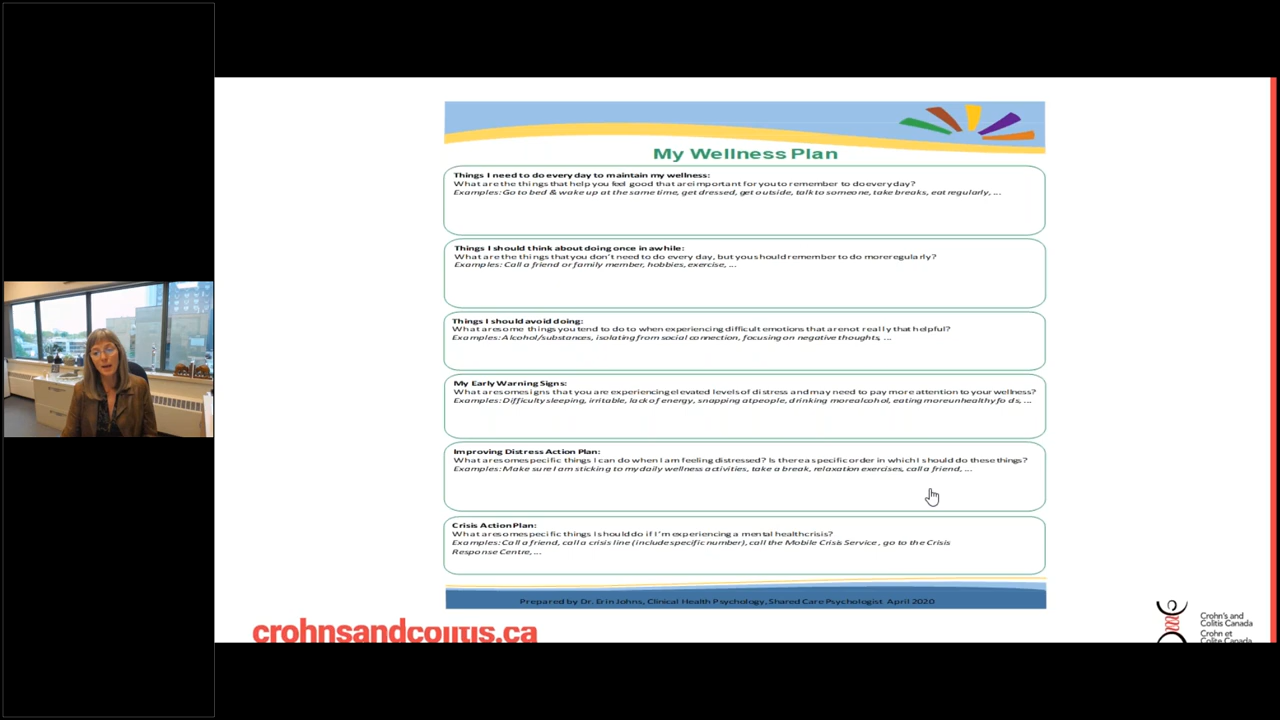 My Wellness Plan
Things I need to do every day to maintain my wellness:
What are the things that help you feel good that are important for you to remember to do every day?
Examples: Go to bed & wake up at the same time, get dressed, get outside, talk to someone, take breaks, eat regularly, ...
Things I should think about doing once in awhile:
What are the things that you don't need to do every day, but you should remember to do more regularly?
Examples: Call a friend or family member, hobbies, exercise, ...
Things I should avoid doing:
What are some things you tend to do to when experiencing difficult emotions that are not really that helpful?
Examples: Alcohol/substances, isolating from social connection, focusing on negative thoughts, ...
My Early Warning Signs:
What are some signs that you are experiencing elevated levels of distress and may need to pay more attention to your wellness?
Examples: Difficulty sleeping, irritable, lack of energy, snapping at people, drinking more alcohol, eating more unhealthy fo ds, ...
Improving Distress Action Plan:
What are some specific things I can do when I am feeling distressed? Is there a specific order in which I should do these things?
Examples: Make sure I am sticking to my daily wellness activities, take a break, relaxation exercises, call a friend, ...
Crisis Action Plan:
What are some specific things I should do if I'm experiencing a mental health crisis?
Examples: Call a friend, call a crisis line (include specific number), call the Mobile Crisis Service, go to the Crisis
Response Centre, ...
Prepared by Dr. Erin Johns, Clinical Health Psychology, Shared Care Psychologist April 2020
crohnsandcolitis.ca
Crohn's and
Colitis Canada
Crohn et
Colite Canada